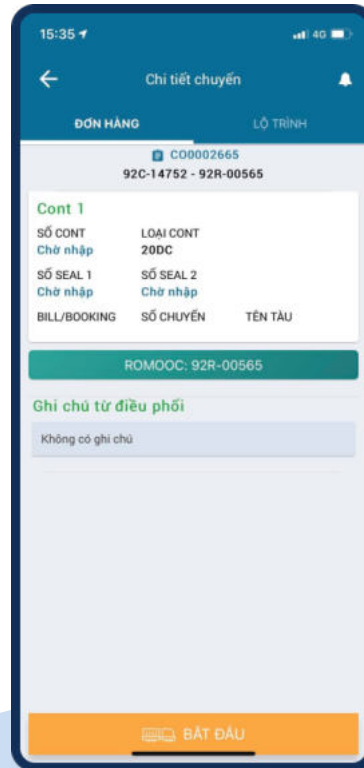 15:35 4G
Chi tiết chuyến
ĐƠN HÀNG LỘ TRÌNH
CO0002665
92C-14752 - 92R-00565
Cont 1
SỐ CONT LOẠI CONT
Chờ nhập 20DC
SỐ SEAL 1 SỐ SEAL 2
Chờ nhập Chờ nhập
BILL/BOOKING SỐ CHUYẾN TÊN TÀU
ROMOOC: 92R-00565
Ghi chú từ điều phối
Không có ghi chú
BẮT ĐẦU